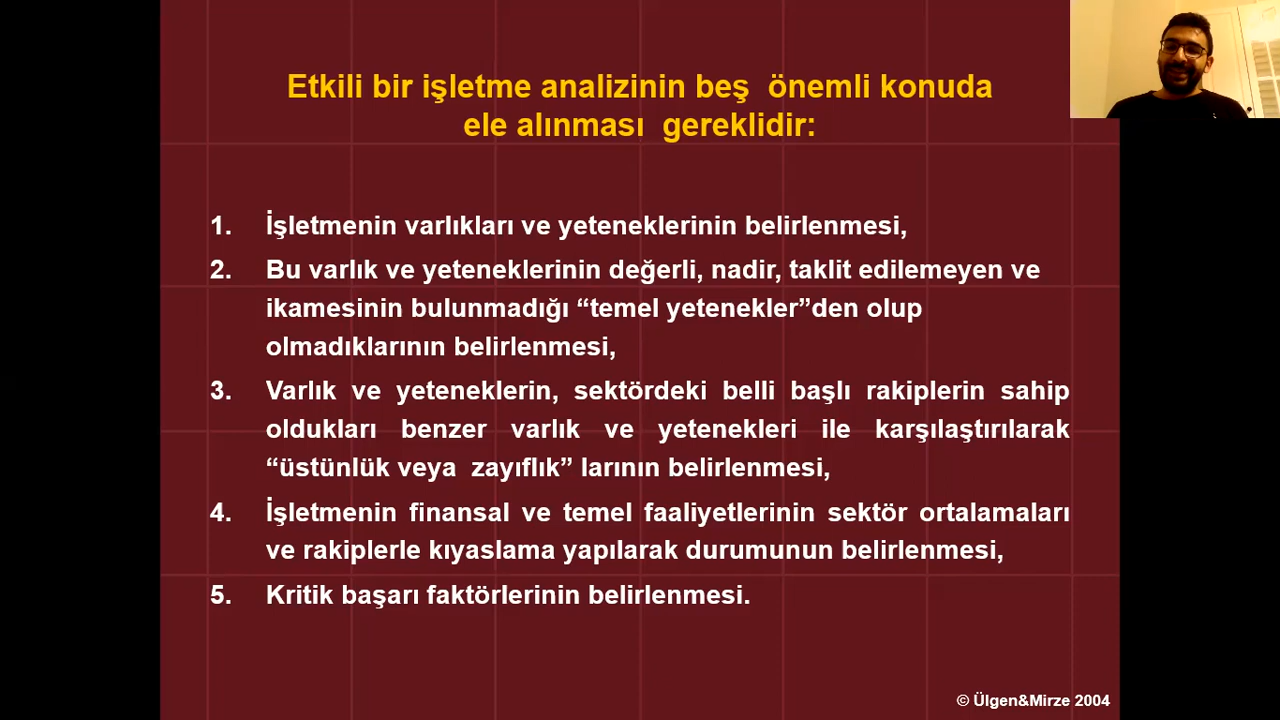 Etkili bir işletme analizinin beş önemli konuda
ele alınması gereklidir:
1. İşletmenin varlıkları ve yeteneklerinin belirlenmesi,
2. Bu varlık ve yeteneklerinin değerli, nadir, taklit edilemeyen ve
ikamesinin bulunmadığı “temel yetenekler”den olup
olmadıklarının belirlenmesi,
3. Varlık ve yeteneklerin, sektördeki belli başlı rakiplerin sahip
oldukları benzer varlık ve yetenekleri ile karşılaştırılarak
“üstünlük veya zayıflık” larının belirlenmesi,
4. İşletmenin finansal ve temel faaliyetlerinin sektör ortalamaları
ve rakiplerle kıyaslama yapılarak durumunun belirlenmesi,
5. Kritik başarı faktörlerinin belirlenmesi.
© Ülgen&Mirze 2004